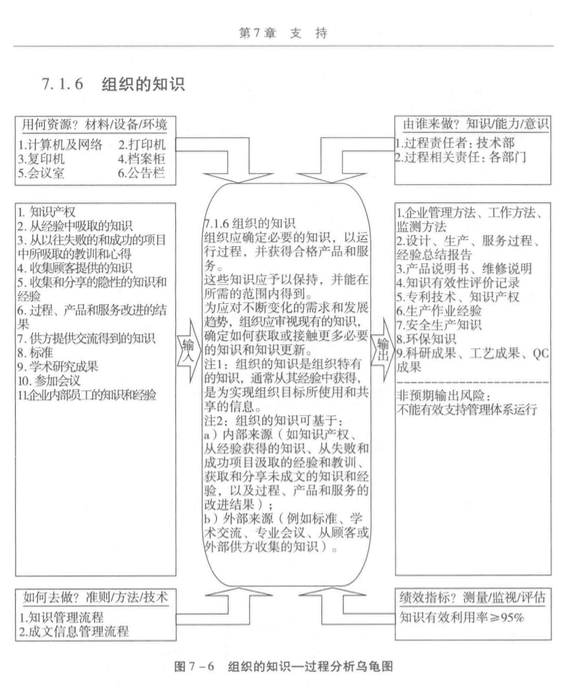 第7章 支 持
7.1.6 组织的知识
用何资源？材料/设备/环境
1.计算机及网络 2.打印机
3.复印机 4.档案柜
5.会议室 6.公告栏
由谁来做？知识/能力/意识
1.过程责任者：技术部
2.过程相关责任：各部门
1. 知识产权
2. 从经验中吸取的知识
3. 从以往失败的和成功的项目
中所吸取的教训和心得
4. 收集顾客提供的知识
5. 收集和分享的隐性的知识和
经验
6. 过程、产品和服务改进的结
果
7. 供方提供交流得到的知识
8. 标准
9. 学术研究成果
10. 参加会议
11.企业内部员工的知识和经验
输入
7.1.6 组织的知识
组织应确定必要的知识，以运
行过程，并获得合格产品和服
务。
这些知识应予以保持，并能在
所需的范围内得到。
为应对不断变化的需求和发展
趋势，组织应审视现有的知识，
确定如何获取或接触更多必要
的知识和知识更新。
注1：组织的知识是组织特有
的知识，通常从其经验中获得，
是为实现组织目标所使用和共
享的信息。
注2：组织的知识可基于：
a）内部来源（如知识产权、
从经验获得的知识、从失败和
成功项目汲取的经验和教训、
获取和分享未成文的知识和经
验，以及过程、产品和服务的
改进结果）；
b）外部来源（例如标准、学
术交流、专业会议、从顾客或
外部供方收集的知识）。
输出
1.企业管理方法、工作方法、
监测方法
2.设计、生产、服务过程、
经验总结报告
3.产品说明书、维修说明
4.知识有效性评价记录
5.专利技术、知识产权
6.生产作业经验
7.安全生产知识
8.环保知识
9.科研成果、工艺成果、QC
成果
非预期输出风险：
不能有效支持管理体系运行
如何去做？准则/方法/技术
1.知识管理流程
2.成文信息管理流程
绩效指标？测量/监视/评估
知识有效利用率≥95%
图7-6 组织的知识—过程分析乌龟图